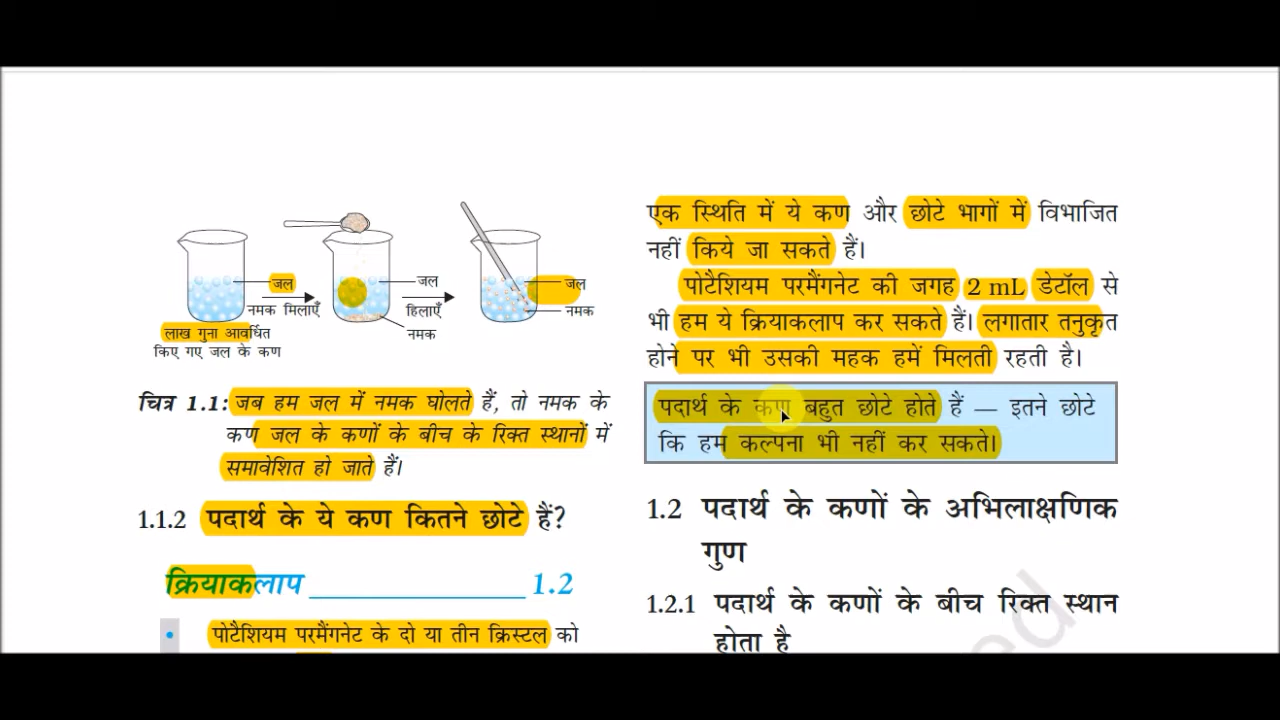 जल
जल
जल
नमक मिलाएँ
हिलाएँ
नमक
नमक
लाख गुना आवर्धित
किए गए जल के कण
चित्र 1.1: जब हम जल में नमक घोलते हैं, तो नमक के
कण जल के कणों के बीच के रिक्त स्थानों में
समावेशित हो जाते हैं।
1.1.2 पदार्थ के ये कण कितने छोटे हैं?
क्रियाकलाप ______________ 1.2
• पोटैशियम परमैंगनेट के दो या तीन क्रिस्टल को
एक स्थिति में ये कण और छोटे भागों में विभाजित
नहीं किये जा सकते हैं।
पोटैशियम परमैंगनेट की जगह 2 mL डेटॉल से
भी हम ये क्रियाकलाप कर सकते हैं। लगातार तनुकृत
होने पर भी उसकी महक हमें मिलती रहती है।
पदार्थ के कण बहुत छोटे होते हैं — इतने छोटे
कि हम कल्पना भी नहीं कर सकते।
1.2 पदार्थ के कणों के अभिलाक्षणिक
गुण
1.2.1 पदार्थ के कणों के बीच रिक्त स्थान
होता है